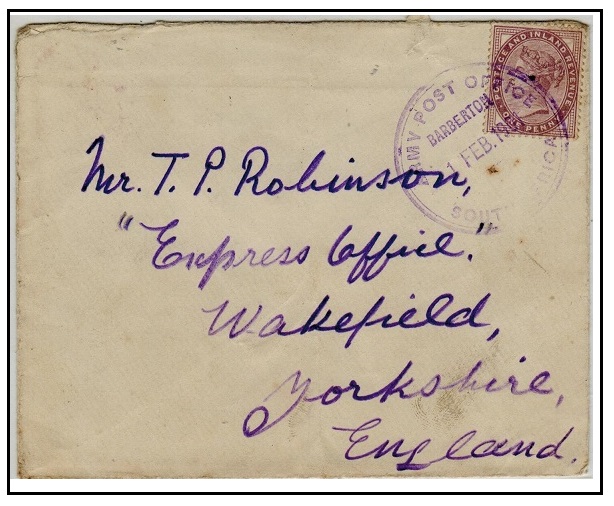 POSTAGE AND INLAND REVENUE
ONE PENNY
ARMY POST OFFICE
BARBERTON
1 FEB.
SOUTH AFRICA
Mr. T. P. Robinson,
"Express Office."
Wakefield,
Yorkshire,
England.